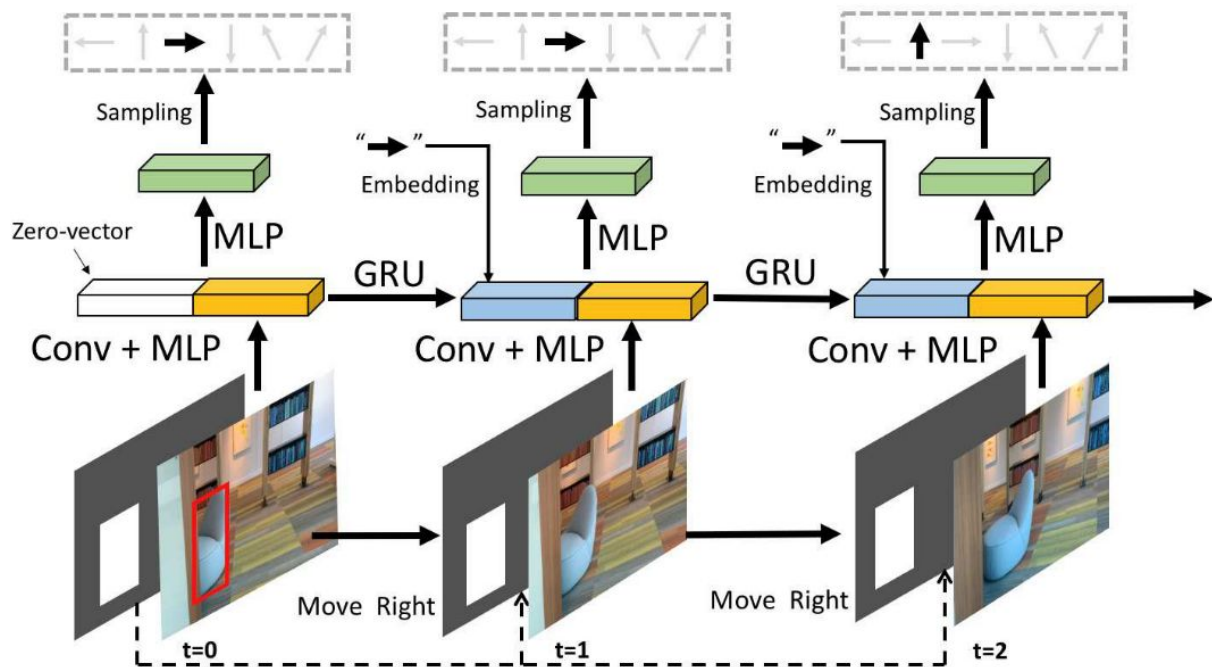 Sampling
Sampling
Sampling
“ ”
Embedding
“ ”
Embedding
Zero-vector
MLP
MLP
MLP
GRU
GRU
Conv + MLP
Conv + MLP
Conv + MLP
Move Right
Move Right
t=0
t=1
t=2